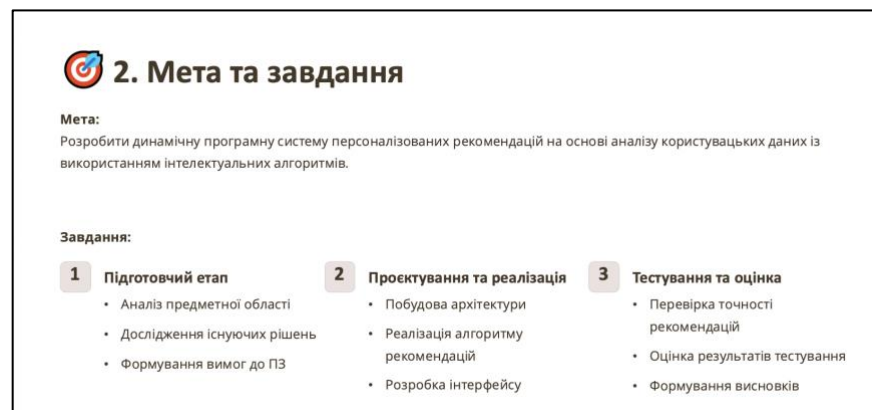 2. Мета та завдання
Мета:
Розробити динамічну програмну систему персоналізованих рекомендацій на основі аналізу користувацьких даних із
використанням інтелектуальних алгоритмів.
Завдання:
1
Підготовчий етап
• Аналіз предметної області
• Дослідження існуючих рішень
• Формування вимог до ПЗ
2
Проєктування та реалізація
• Побудова архітектури
• Реалізація алгоритму
рекомендацій
• Розробка інтерфейсу
3
Тестування та оцінка
• Перевірка точності
рекомендацій
• Оцінка результатів тестування
• Формування висновків